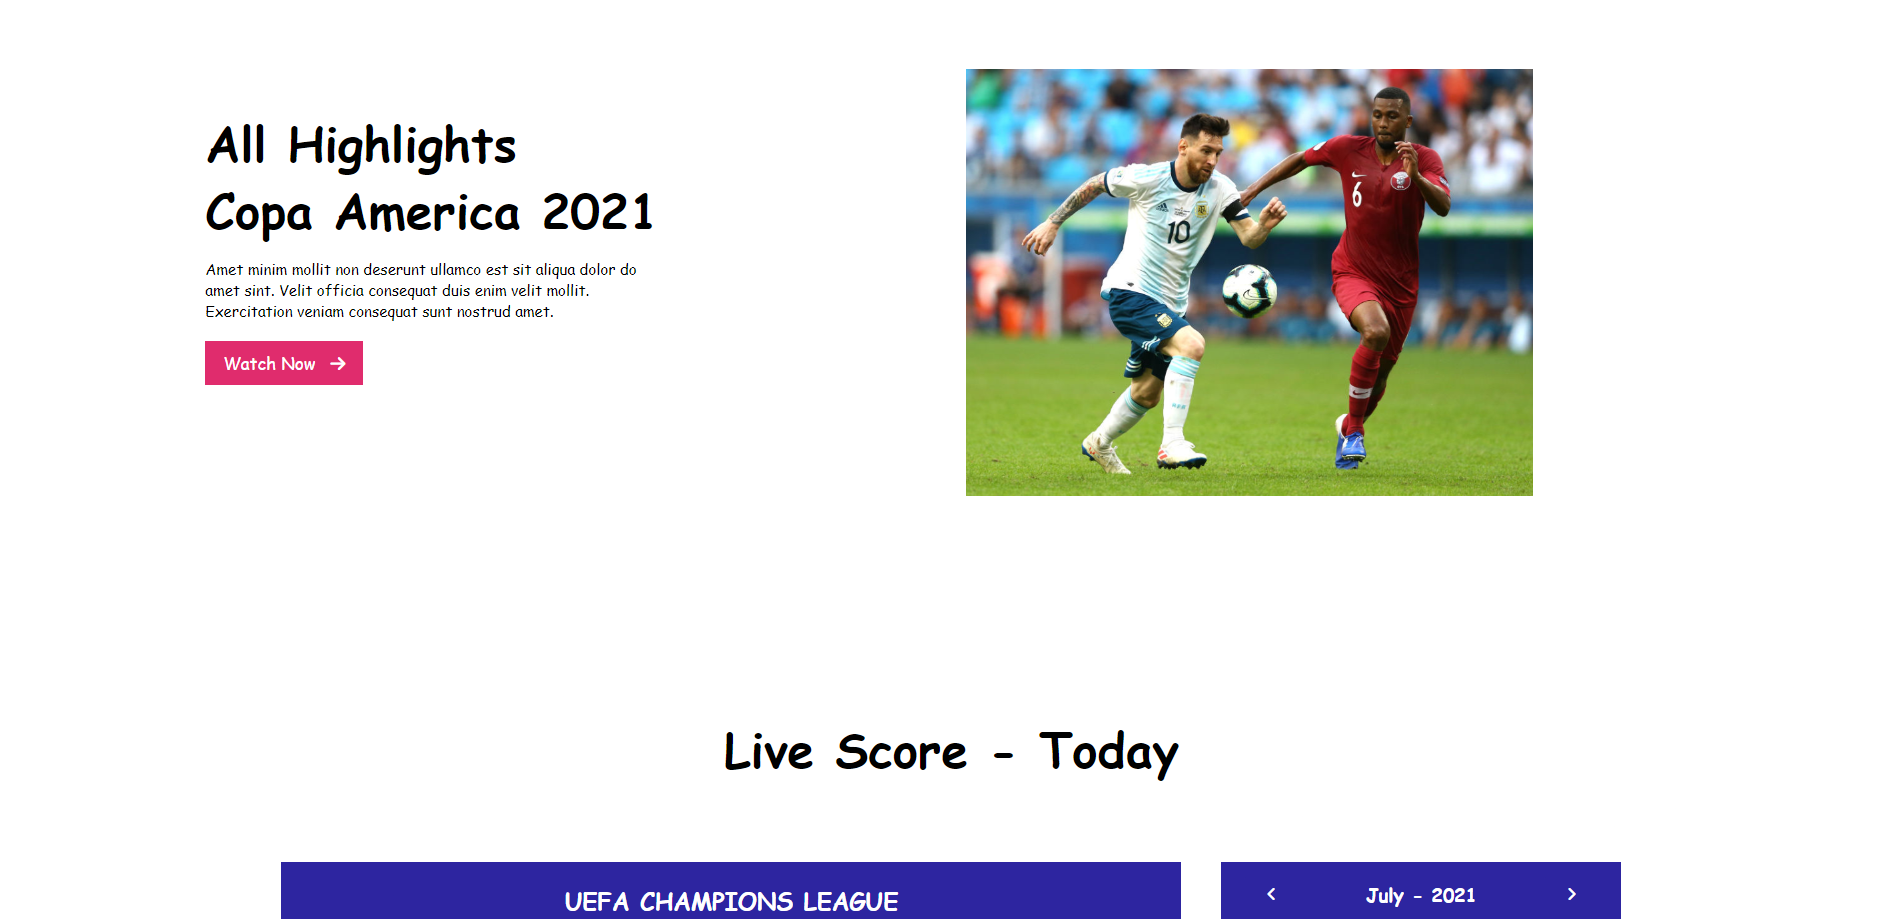 All Highlights
Copa America 2021
Amet minim mollit non deserunt ullamco est sit aliqua dolor do
amet sint. Velit officia consequat duis enim velit mollit.
Exercitation veniam consequat sunt nostrud amet.
Watch Now
10
6
Live Score - Today
UEFA CHAMPIONS LEAGUE
July - 2021